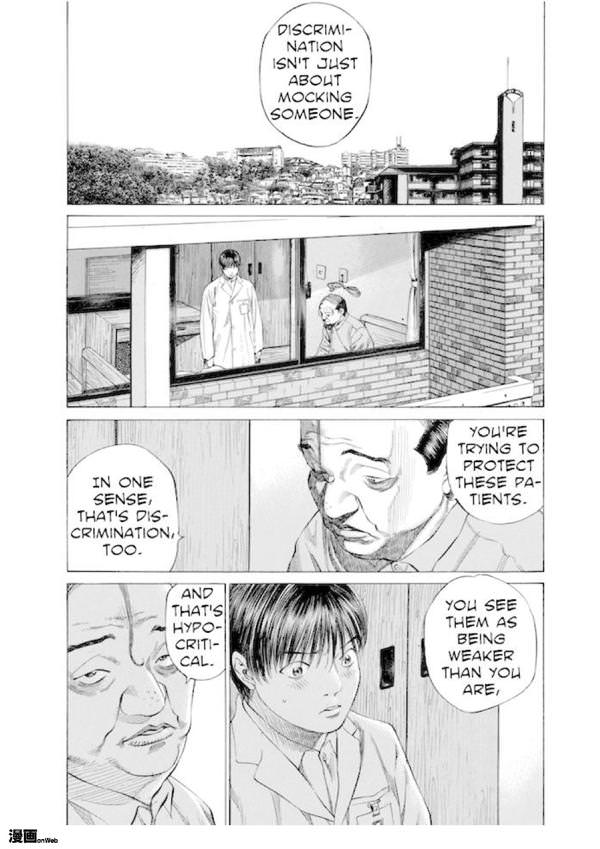 DISCRIMI-
NATION
ISN'T JUST
ABOUT
MOCKING
SOMEONE.
YOU'RE
TRYING TO
PROTECT
THESE PA-
TIENTS.
IN ONE
SENSE,
THAT'S DIS-
CRIMINATION,
TOO.
YOU SEE
THEM AS
BEING
WEAKER
THAN YOU
ARE,
AND
THAT'S
HYPO-
CRITI-
CAL.
漫画onWeb